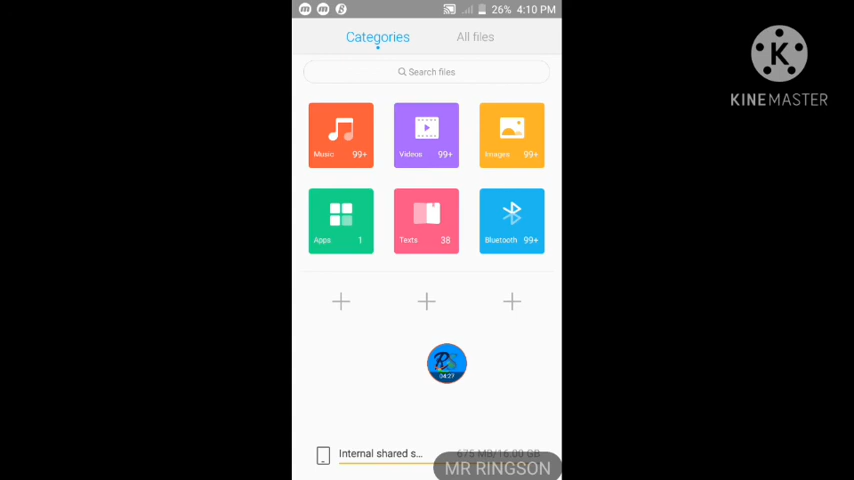 26% 4:10 PM
Categories All files
Search files
Music 99+ Videos 99+ Images 99+
Apps 1 Texts 38 Bluetooth 99+
RS
04:27
Internal shared s... 675 MB/16.00 GB
MR RINGSON
K
KINEMASTER